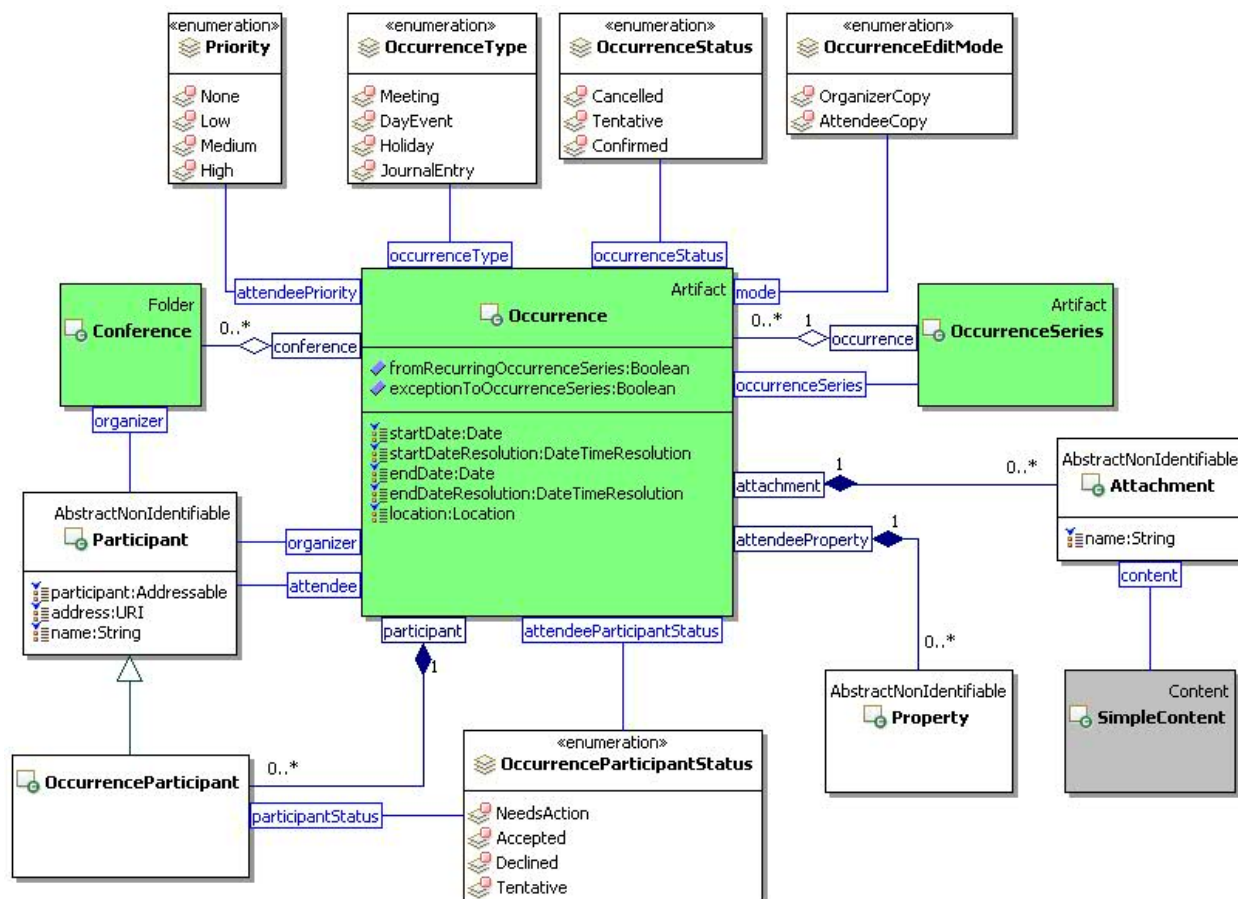 «enumeration»
Priority
None
Low
Medium
High
«enumeration»
OccurrenceType
Meeting
DayEvent
Holiday
JournalEntry
«enumeration»
OccurrenceStatus
Cancelled
Tentative
Confirmed
«enumeration»
OccurrenceEditMode
OrganizerCopy
AttendeeCopy
occurrenceType
occurrenceStatus
attendeePriority
mode
Folder
Conference
0..*
conference
organizer
Artifact
Occurrence
fromRecurringOccurrenceSeries:Boolean
exceptionToOccurrenceSeries:Boolean
startDate:Date
startDateResolution:DateTimeResolution
endDate:Date
endDateResolution:DateTimeResolution
location:Location
0..*
1
occurrence
occurrenceSeries
Artifact
OccurrenceSeries
attachment
1
0..*
AbstractNonIdentifiable
Attachment
name:String
content
attendeeProperty
1
0..*
AbstractNonIdentifiable
Participant
participant:Addressable
address:URI
name:String
organizer
attendee
participant
1
attendeeParticipantStatus
AbstractNonIdentifiable
Property
Content
SimpleContent
OccurrenceParticipant
0..*
participantStatus
«enumeration»
OccurrenceParticipantStatus
NeedsAction
Accepted
Declined
Tentative